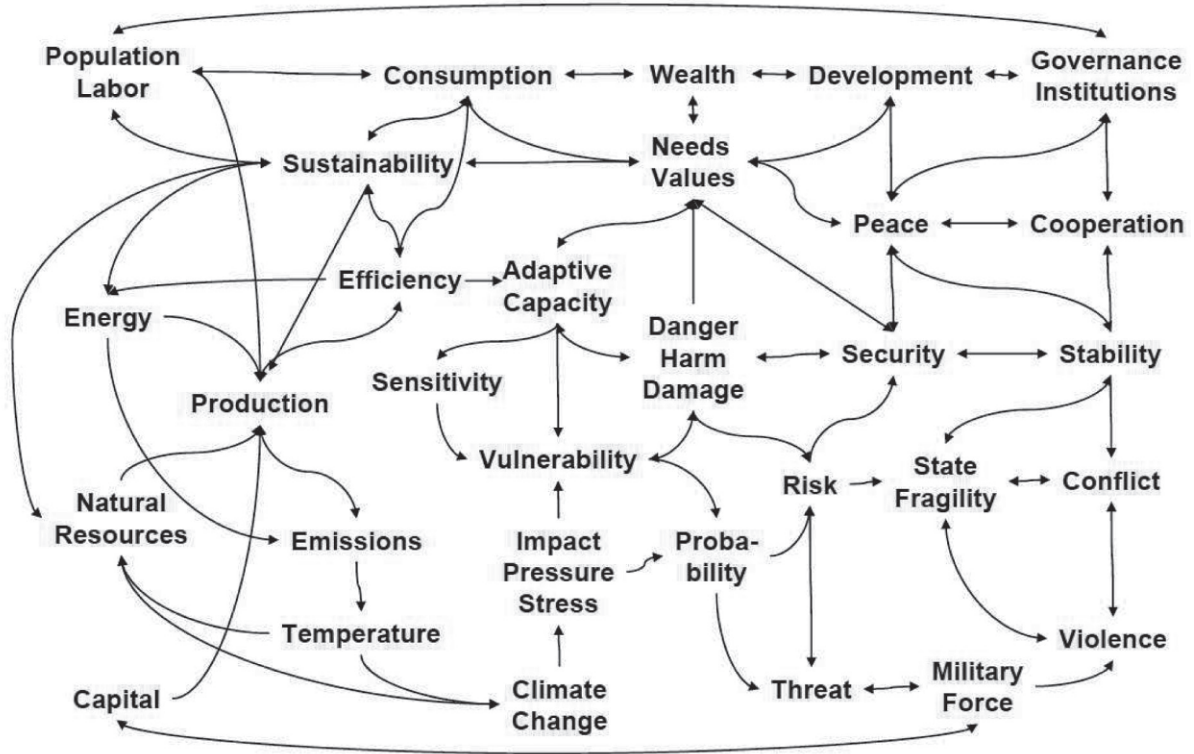 Population
Labor
Consumption
Wealth
Development
Governance
Institutions
Sustainability
Needs
Values
Peace
Cooperation
Efficiency
Adaptive
Capacity
Energy
Danger
Harm
Damage
Security
Stability
Sensitivity
Production
Vulnerability
Risk
State
Fragility
Conflict
Natural
Resources
Emissions
Impact
Pressure
Stress
Proba-
bility
Temperature
Violence
Capital
Climate
Change
Threat
Military
Force